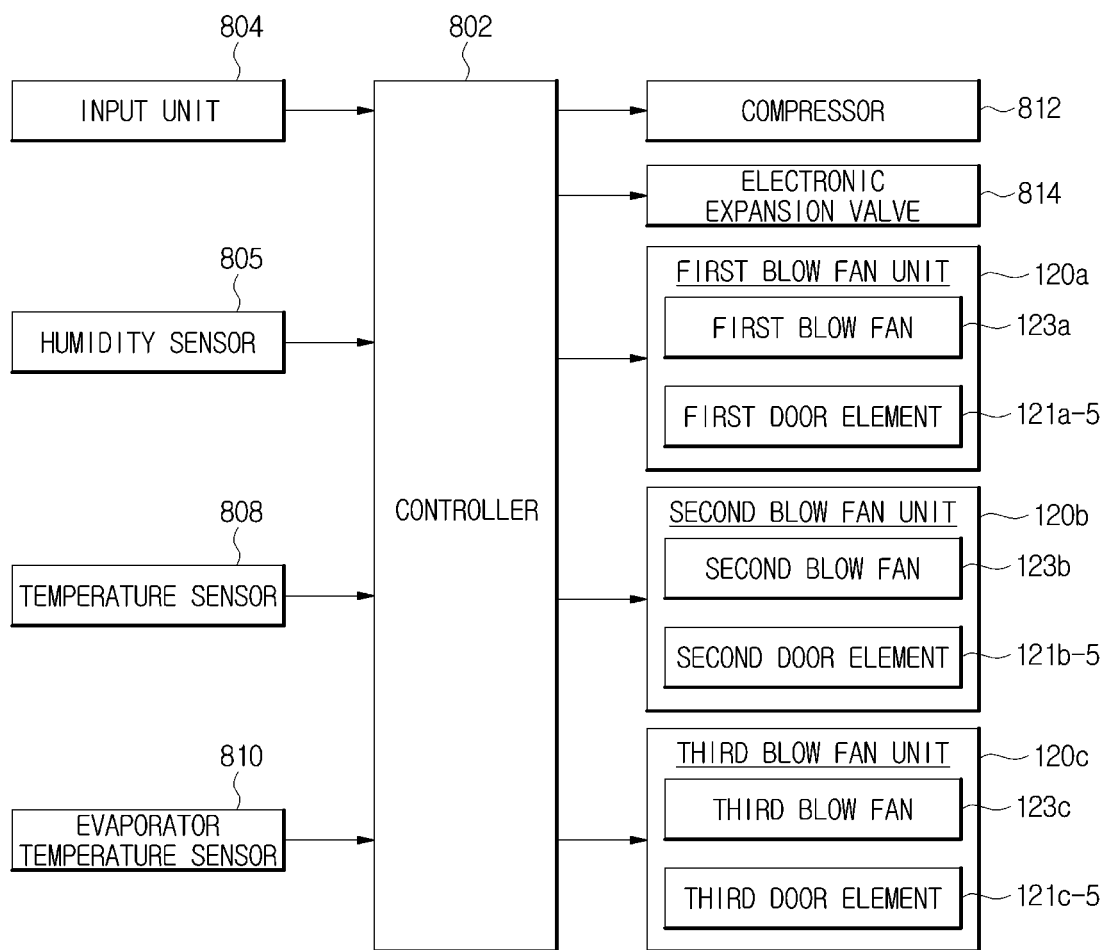 804
802
INPUT UNIT
COMPRESSOR
812
ELECTRONIC
EXPANSION VALVE
814
805
HUMIDITY SENSOR
FIRST BLOW FAN UNIT
120a
FIRST BLOW FAN
123a
FIRST DOOR ELEMENT
121a-5
CONTROLLER
808
TEMPERATURE SENSOR
SECOND BLOW FAN UNIT
120b
SECOND BLOW FAN
123b
SECOND DOOR ELEMENT
121b-5
810
EVAPORATOR
TEMPERATURE SENSOR
THIRD BLOW FAN UNIT
120c
THIRD BLOW FAN
123c
THIRD DOOR ELEMENT
121c-5